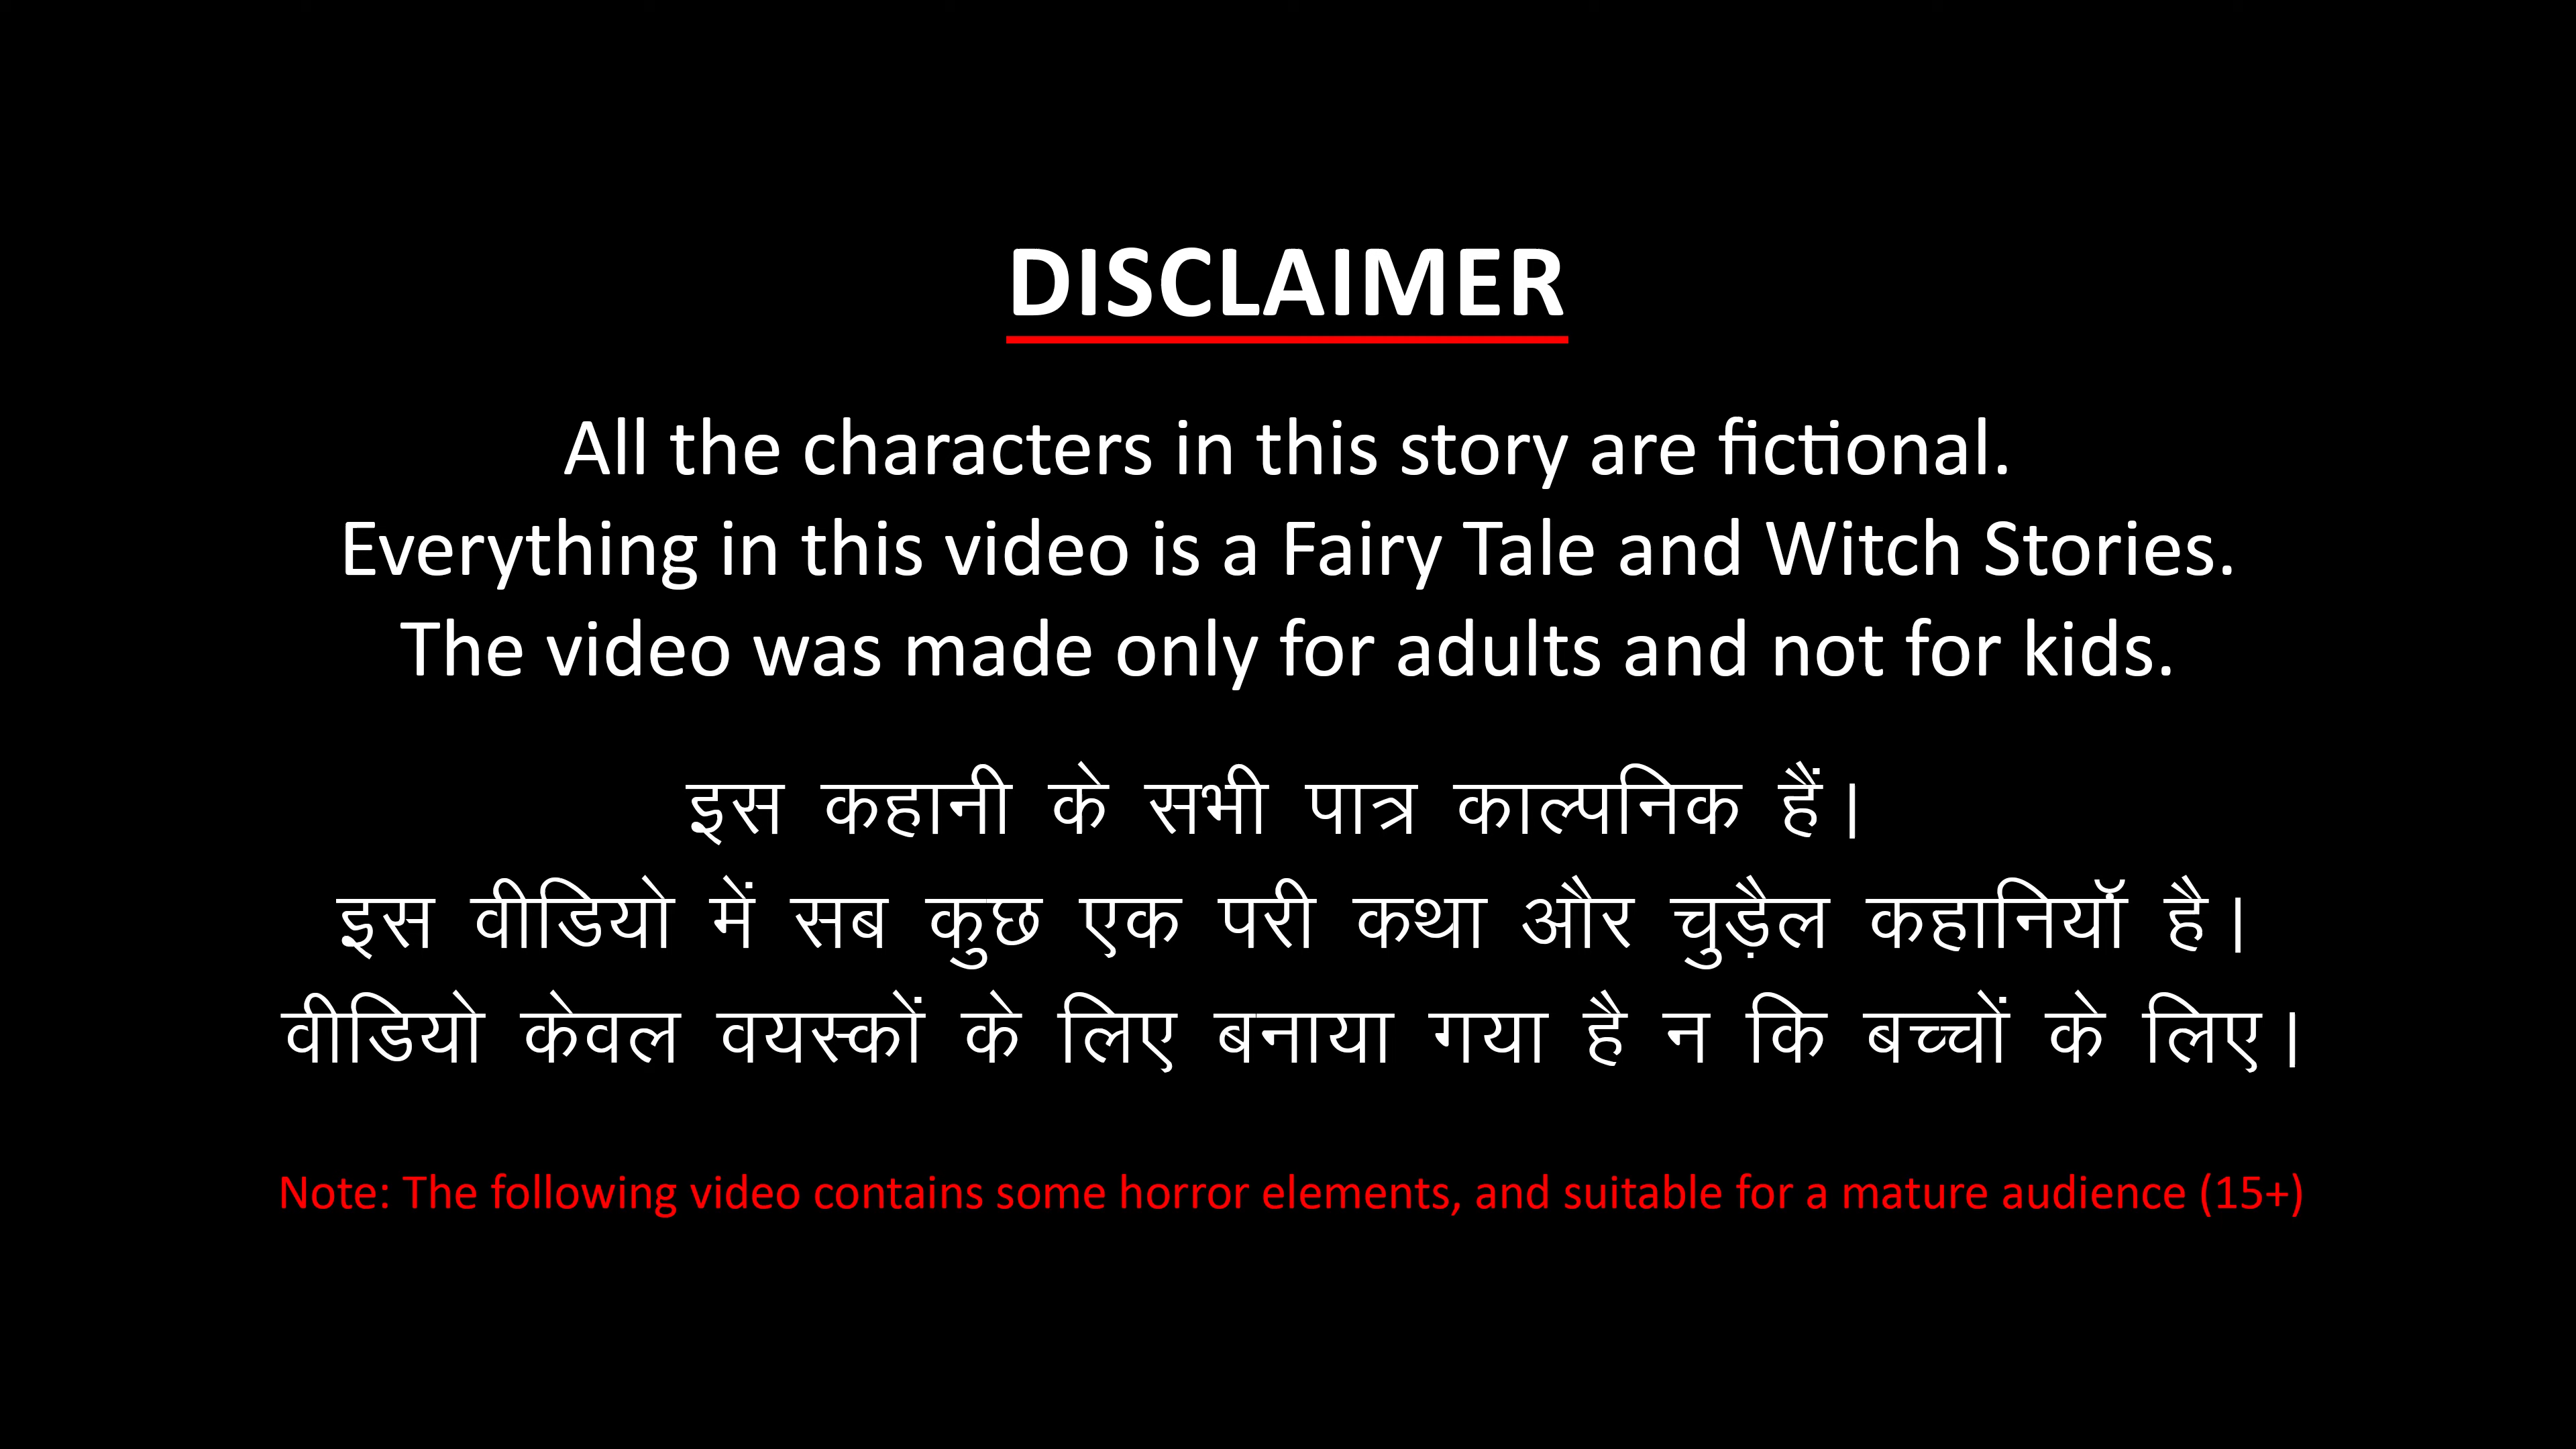 DISCLAIMER
All the characters in this story are fictional.
Everything in this video is a Fairy Tale and Witch Stories.
The video was made only for adults and not for kids.
इस कहानी के सभी पात्र काल्पनिक हैं।
इस वीडियो में सब कुछ एक परी कथा और चुड़ैल कहानियॉ है।
वीडियो केवल वयस्कों के लिए बनाया गया है न कि बच्चों के लिए।
Note: The following video contains some horror elements, and suitable for a mature audience (15+)